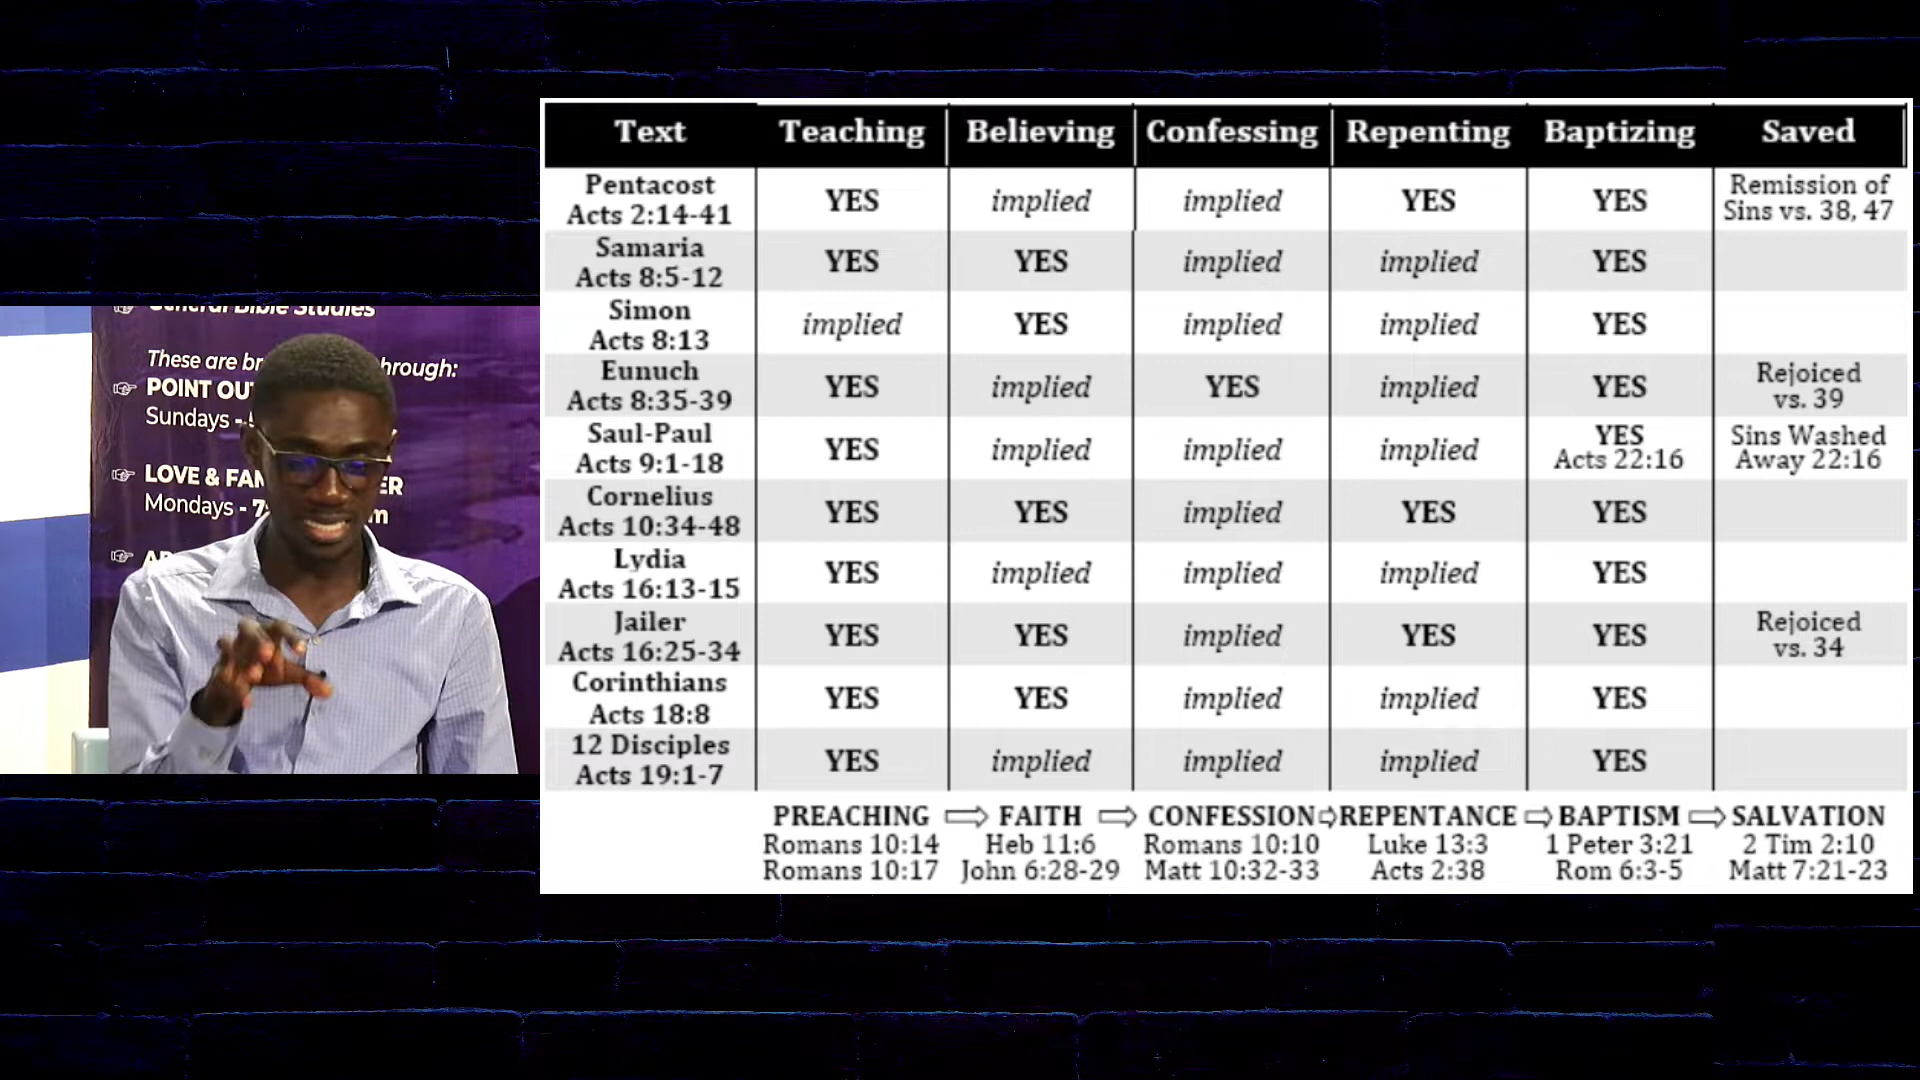 General Bible Studies
These are
hrough:
POINT OU
Sundays -
LOVE & FAM
ER
Mondays - 7
m
Text Teaching Believing Confessing Repenting Baptizing Saved
Pentacost YES implied implied YES YES Remission of
Acts 2:14-41 Sins vs. 38, 47
Samaria YES YES implied implied YES
Acts 8:5-12
Simon implied YES implied implied YES
Acts 8:13
Eunuch YES implied YES implied YES Rejoiced
Acts 8:35-39 vs. 39
Saul-Paul YES implied implied implied YES Sins Washed
Acts 9:1-18 Acts 22:16 Away 22:16
Cornelius YES YES implied YES YES
Acts 10:34-48
Lydia YES implied implied implied YES
Acts 16:13-15
Jailer YES YES implied YES YES Rejoiced
Acts 16:25-34 vs. 34
Corinthians YES YES implied implied YES
Acts 18:8
12 Disciples YES implied implied implied YES
Acts 19:1-7
PREACHING ⇨ FAITH ⇨ CONFESSION ⇨ REPENTANCE ⇨ BAPTISM ⇨ SALVATION
Romans 10:14 Heb 11:6 Romans 10:10 Luke 13:3 1 Peter 3:21 2 Tim 2:10
Romans 10:17 John 6:28-29 Matt 10:32-33 Acts 2:38 Rom 6:3-5 Matt 7:21-23